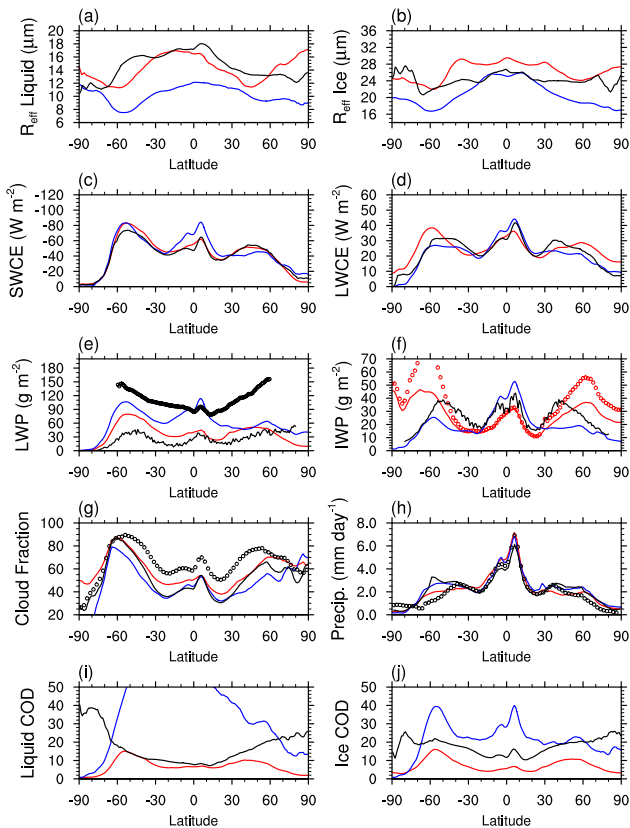 (a)
R_eff Liquid (μm)
20
18
16
14
12
10
8
6
-90 -60 -30 0 30 60 90
Latitude
(b)
R_eff Ice (μm)
36
32
28
24
20
16
12
-90 -60 -30 0 30 60 90
Latitude
(c)
SWCE (W m⁻²)
-120
-100
-80
-60
-40
-20
0
-90 -60 -30 0 30 60 90
Latitude
(d)
LWCE (W m⁻²)
60
50
40
30
20
10
0
-90 -60 -30 0 30 60 90
Latitude
(e)
LWP (g m⁻²)
180
150
120
90
60
30
0
-90 -60 -30 0 30 60 90
Latitude
(f)
IWP (g m⁻²)
70
60
50
40
30
20
10
0
-90 -60 -30 0 30 60 90
Latitude
(g)
Cloud Fraction
100
80
60
40
20
-90 -60 -30 0 30 60 90
Latitude
(h)
Precip. (mm day⁻¹)
8.0
6.0
4.0
2.0
0.0
-90 -60 -30 0 30 60 90
Latitude
(i)
Liquid COD
50
40
30
20
10
0
-90 -60 -30 0 30 60 90
Latitude
(j)
Ice COD
50
40
30
20
10
0
-90 -60 -30 0 30 60 90
Latitude